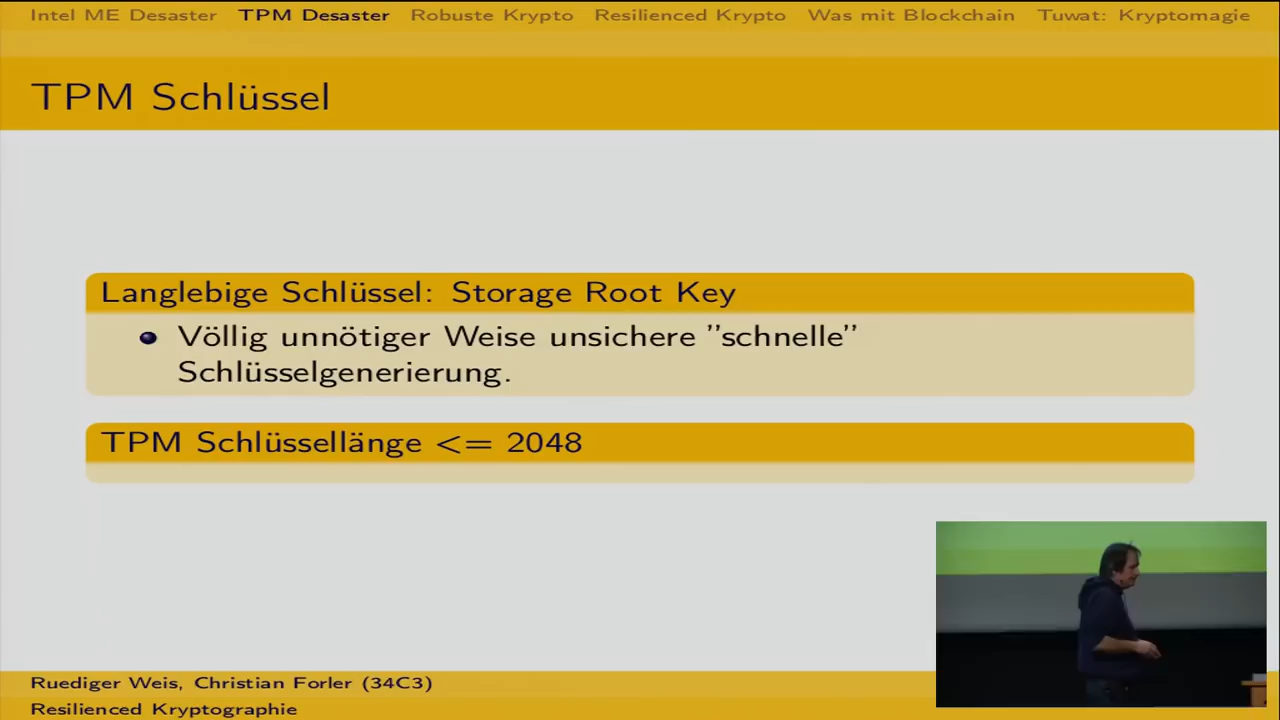 Intel ME Desaster TPM Desaster Robuste Krypto Resilienced Krypto Was mit Blockchain Tuwat: Kryptomagie
TPM Schlüssel
Langlebige Schlüssel: Storage Root Key
Völlig unnötiger Weise unsichere ”schnelle”
Schlüsselgenerierung.
TPM Schlüssellänge <= 2048
Ruediger Weis, Christian Forler (34C3)
Resilienced Kryptographie